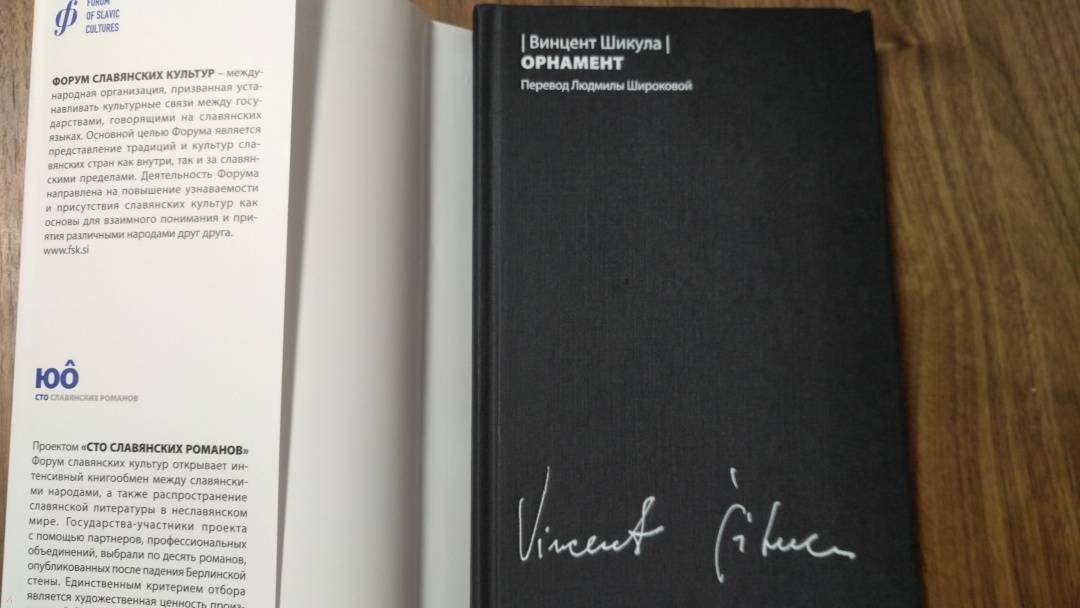 FORUM
OF SLAVIC
CULTURES
ФОРУМ СЛАВЯНСКИХ КУЛЬТУР – между-
народная организация, призванная уста-
навливать культурные связи между госу-
дарствами, говорящими на славянских
языках. Основной целью Форума является
представление традиций и культур сла-
вянских стран как внутри, так и за славян-
скими пределами. Деятельность Форума
направлена на повышение узнаваемости
и присутствия славянских культур как
основы для взаимного понимания и при-
ятия различными народами друг друга.
www.fsk.si
ЮÔ
СТО СЛАВЯНСКИХ РОМАНОВ
Проектом «СТО СЛАВЯНСКИХ РОМАНОВ»
Форум славянских культур открывает ин-
тенсивный книгообмен между славянски-
ми народами, а также распространение
славянской литературы в неславянском
мире. Государства-участники проекта
с помощью партнеров, профессиональных
объединений, выбрали по десять романов,
опубликованных после падения Берлинской
стены. Единственным критерием отбора
является художественная ценность произ-
| Винцент Шикула |
ОРНАМЕНТ
Перевод Людмилы Широковой
Vincent Šikula